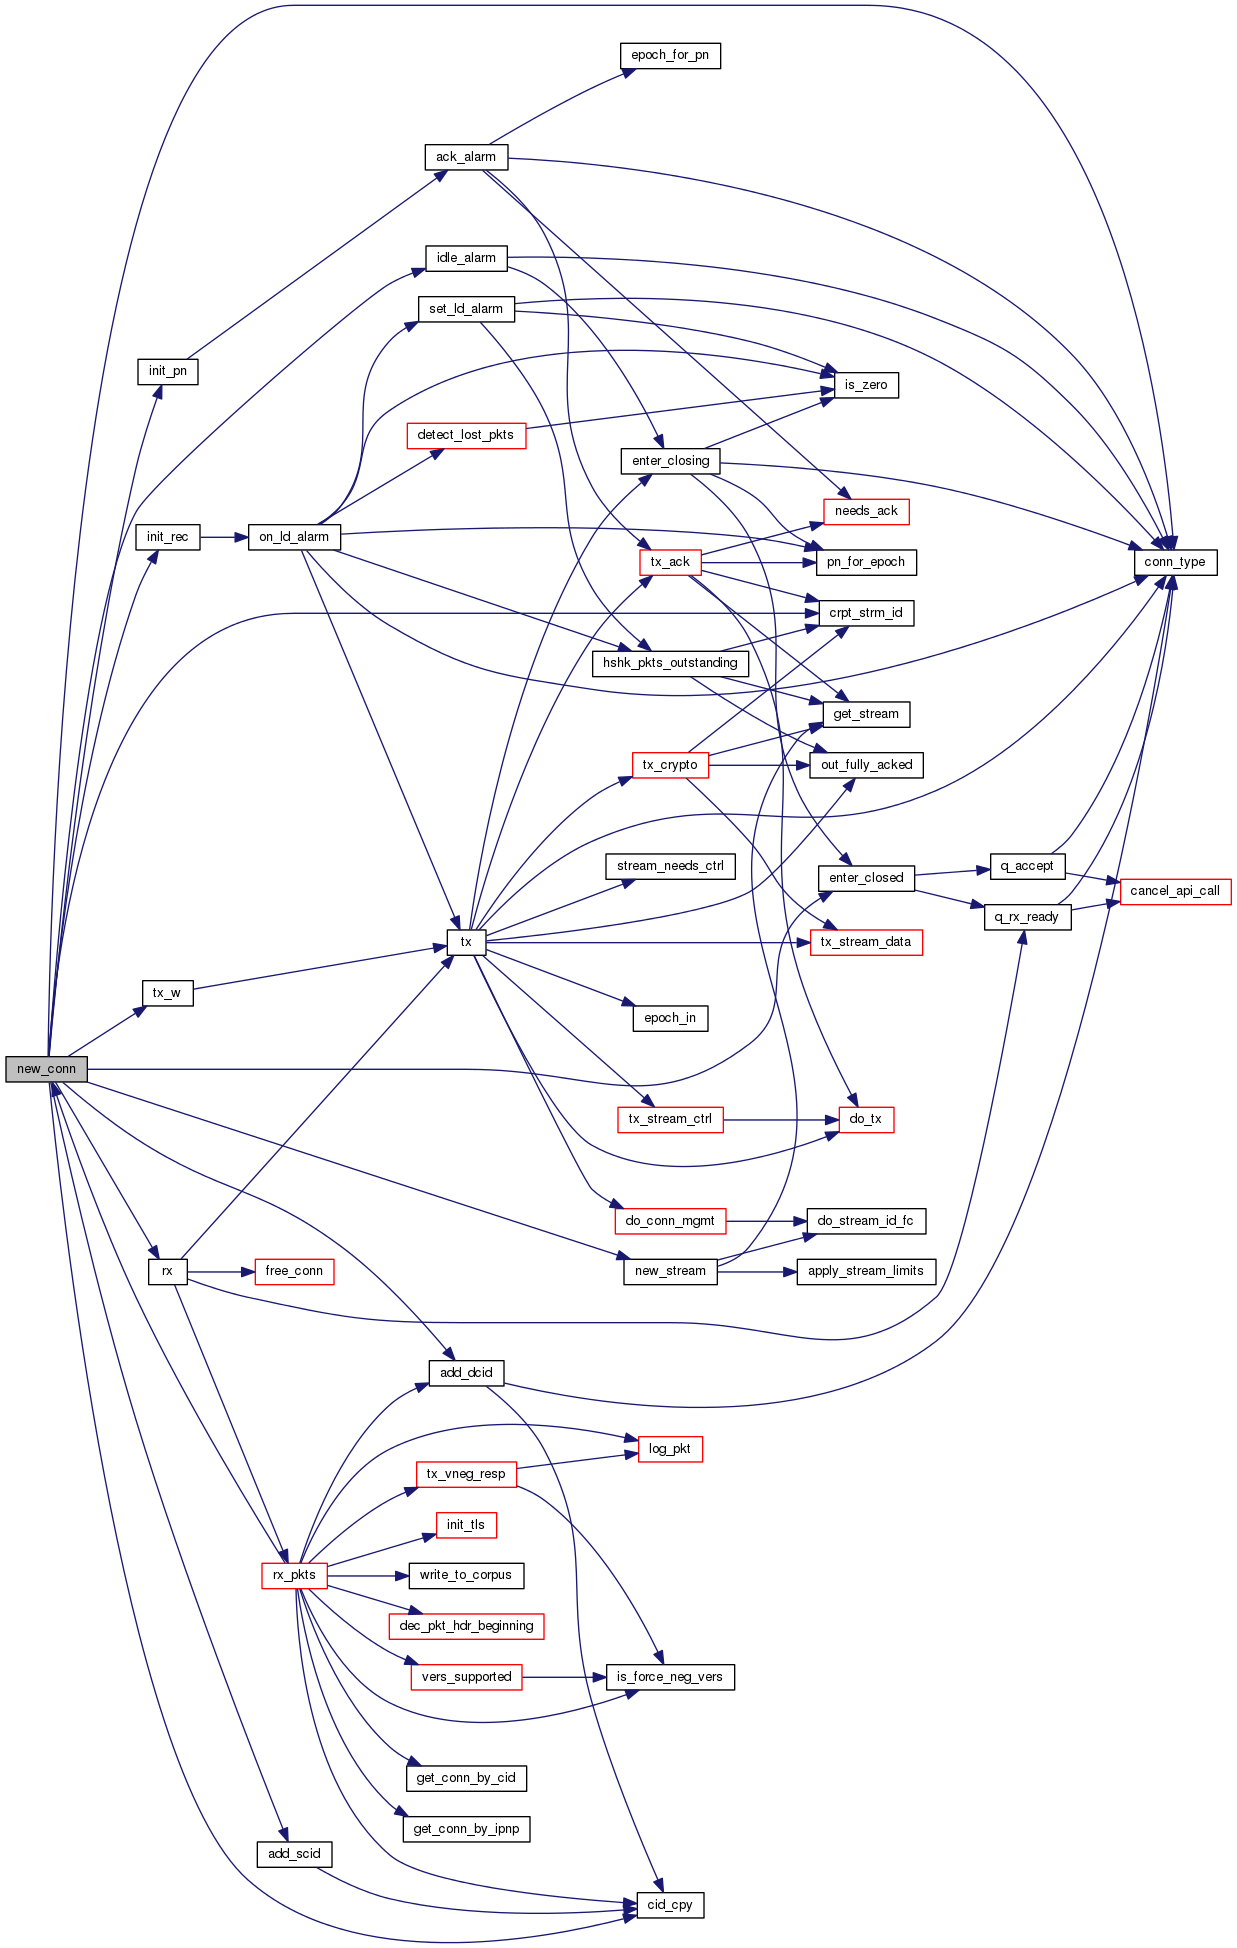 epoch_for_pn
ack_alarm
idle_alarm
set_ld_alarm
init_pn
is_zero
detect_lost_pkts
enter_closing
needs_ack
init_rec
on_ld_alarm
tx_ack
pn_for_epoch
conn_type
crpt_strm_id
hshk_pkts_outstanding
get_stream
tx_crypto
out_fully_acked
stream_needs_ctrl
enter_closed
q_accept
cancel_api_call
q_rx_ready
tx
tx_stream_data
tx_w
epoch_in
new_conn
tx_stream_ctrl
do_tx
do_conn_mgmt
do_stream_id_fc
rx
free_conn
new_stream
apply_stream_limits
add_dcid
log_pkt
tx_vneg_resp
init_tls
rx_pkts
write_to_corpus
dec_pkt_hdr_beginning
vers_supported
is_force_neg_vers
get_conn_by_cid
get_conn_by_ipnp
add_scid
cid_cpy